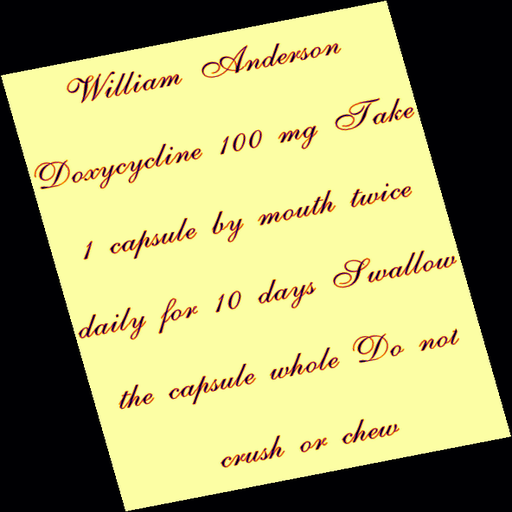 William Anderson
Doxycycline 100 mg Take
1 capsule by mouth twice
daily for 10 days Swallow
the capsule whole Do not
crush or chew